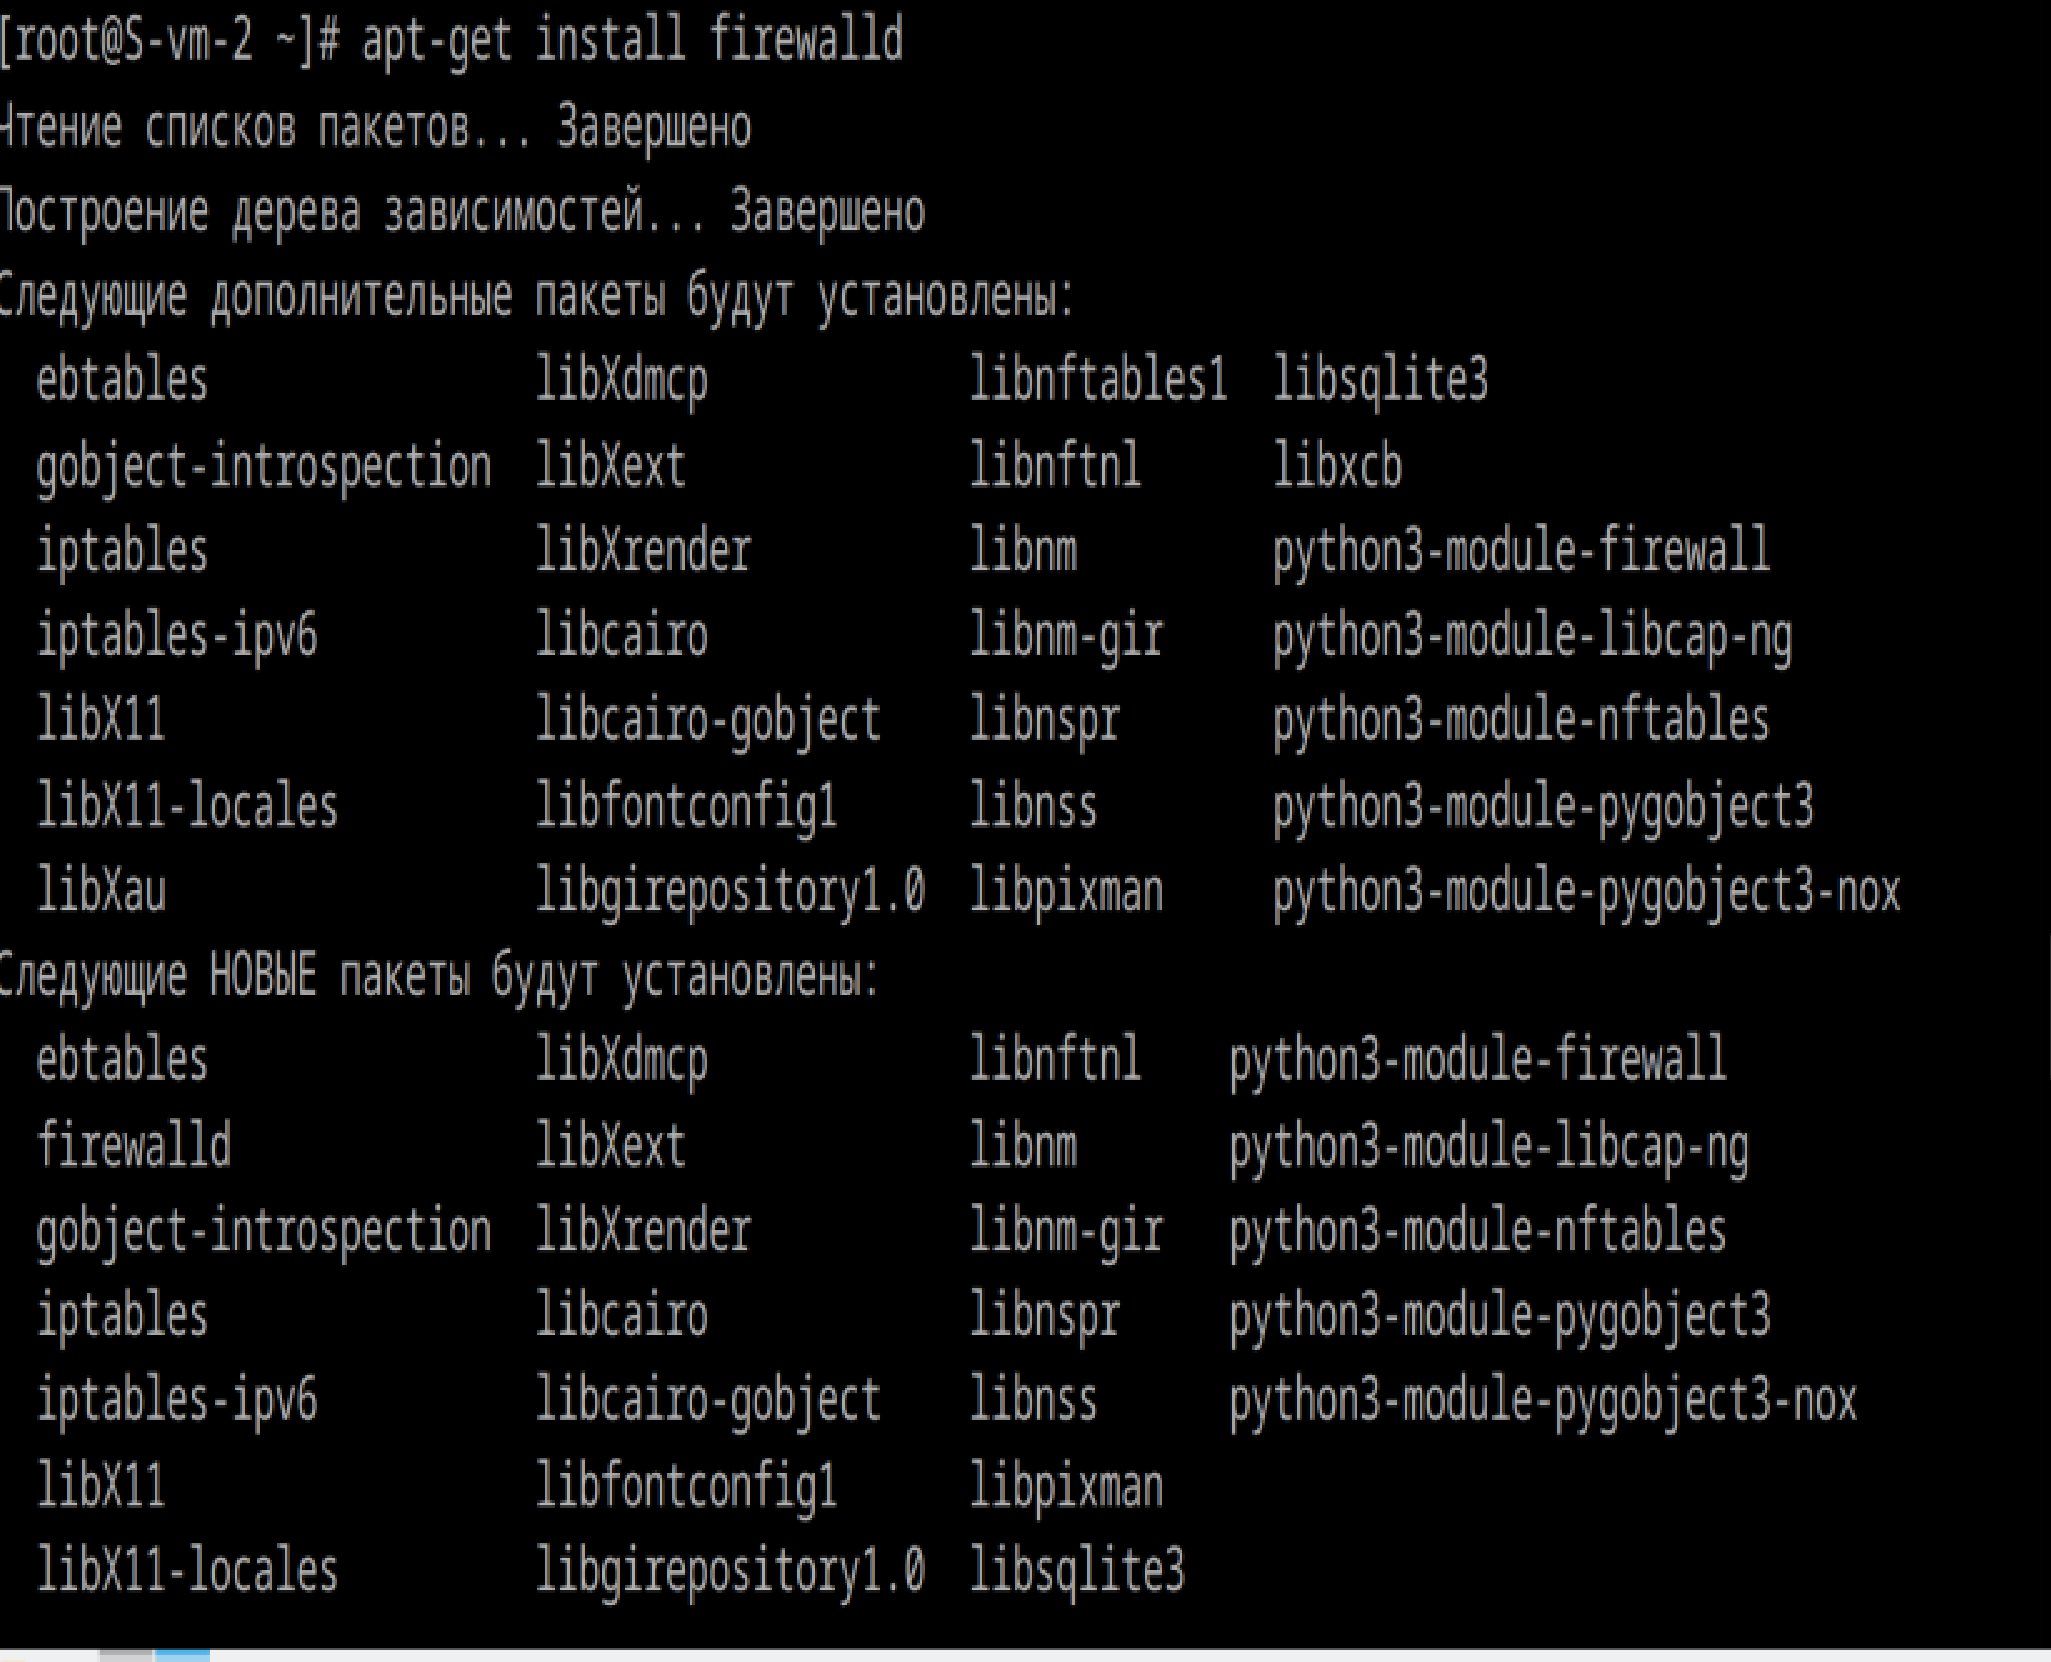 [root@S-vm-2 ~]# apt-get install firewalld
Чтение списков пакетов... Завершено
Построение дерева зависимостей... Завершено
Следующие дополнительные пакеты будут установлены:
ebtables libXdmcp libnftables1 libsqlite3
gobject-introspection libXext libnftnl libxcb
iptables libXrender libnm python3-module-firewall
iptables-ipv6 libcairo libnm-gir python3-module-libcap-ng
libX11 libcairo-gobject libnspr python3-module-nftables
libX11-locales libfontconfig1 libnss python3-module-pygobject3
libXau libgirepository1.0 libpixman python3-module-pygobject3-nox
Следующие НОВЫЕ пакеты будут установлены:
ebtables libXdmcp libnftnl python3-module-firewall
firewalld libXext libnm python3-module-libcap-ng
gobject-introspection libXrender libnm-gir python3-module-nftables
iptables libcairo libnspr python3-module-pygobject3
iptables-ipv6 libcairo-gobject libnss python3-module-pygobject3-nox
libX11 libfontconfig1 libpixman
libX11-locales libgirepository1.0 libsqlite3